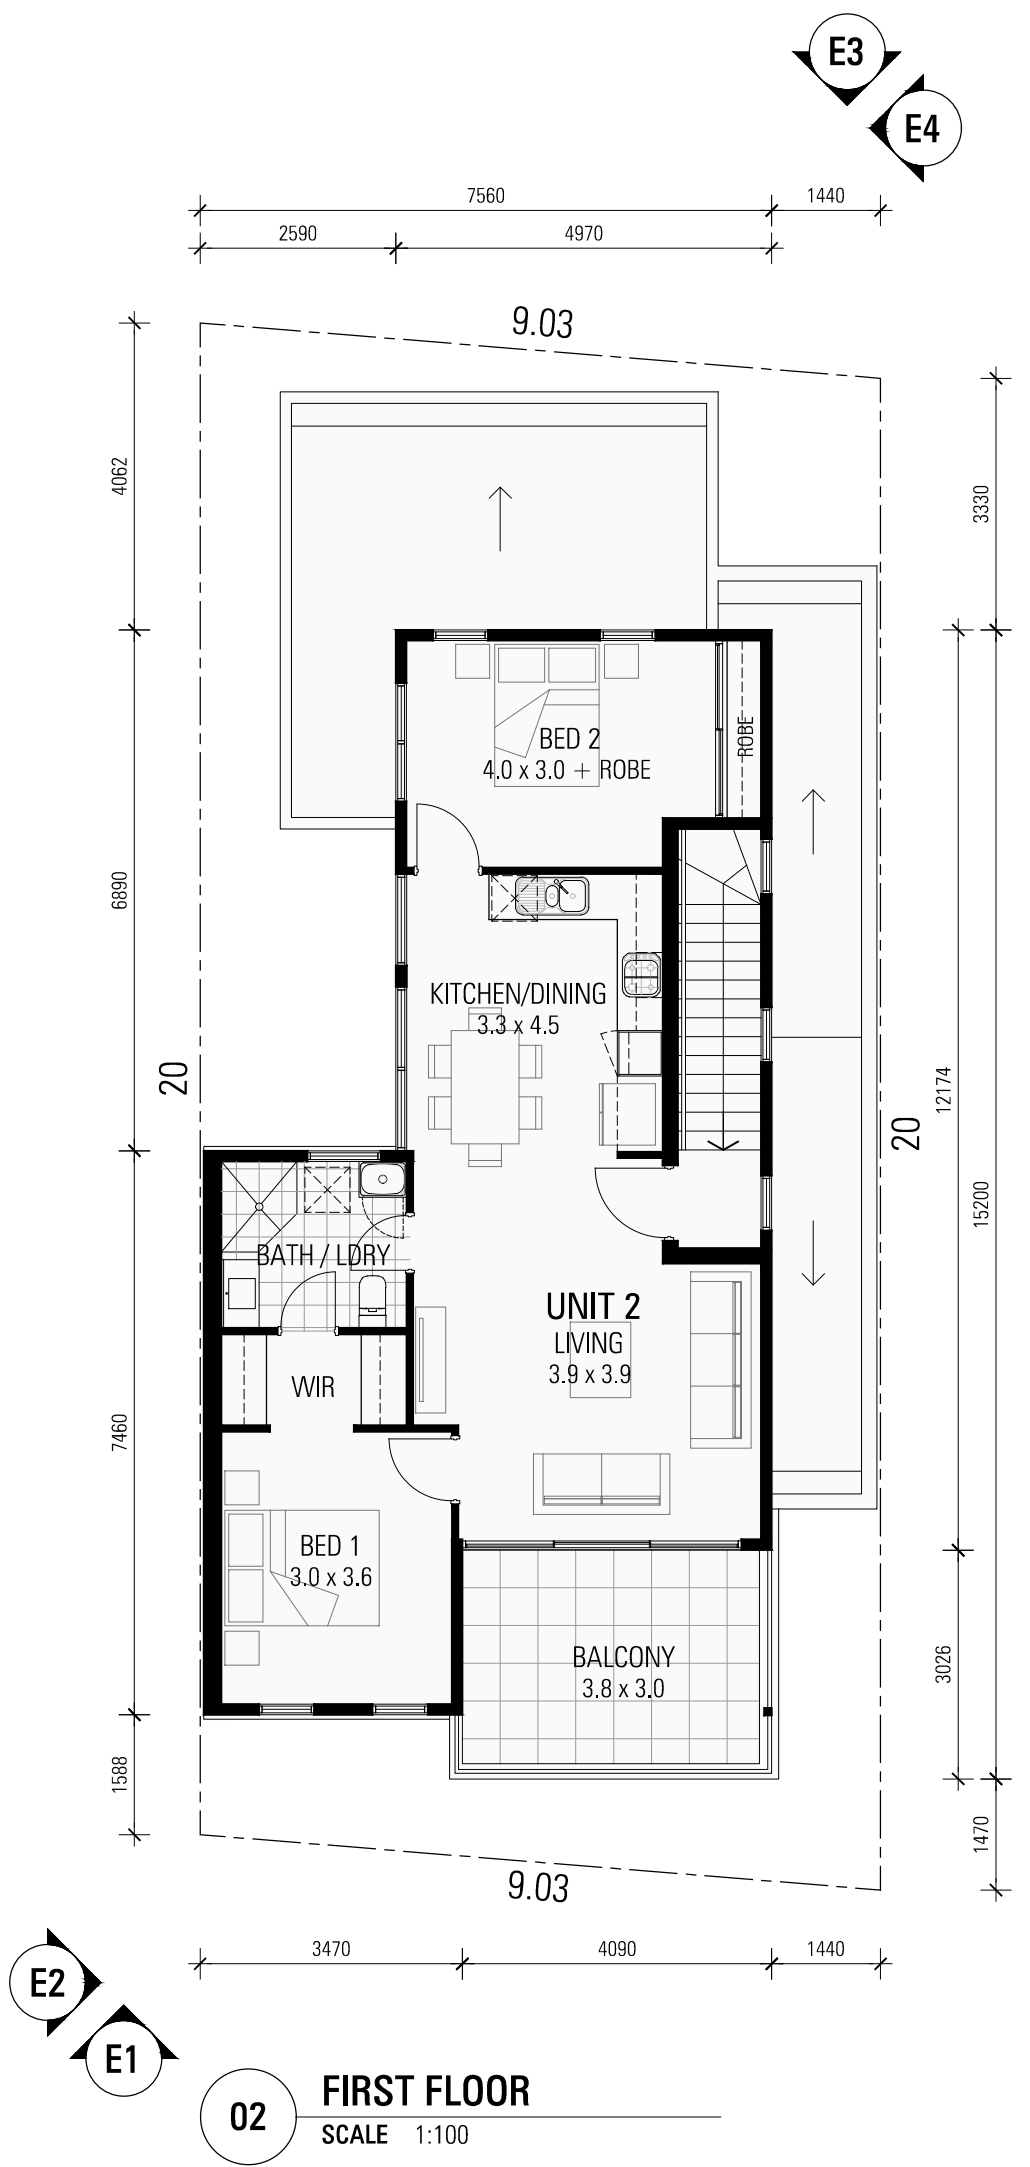 E3
E4
7560
1440
2590
4970
9.03
4062
3330
BED 2
4.0 x 3.0 + ROBE
ROBE
6890
KITCHEN/DINING
3.3 x 4.5
20
12174
20
15200
BATH / LDRY
UNIT 2
LIVING
3.9 x 3.9
WIR
7460
BED 1
3.0 x 3.6
BALCONY
3.8 x 3.0
3026
1588
1470
9.03
3470
4090
1440
E2
E1
02
FIRST FLOOR
SCALE 1:100